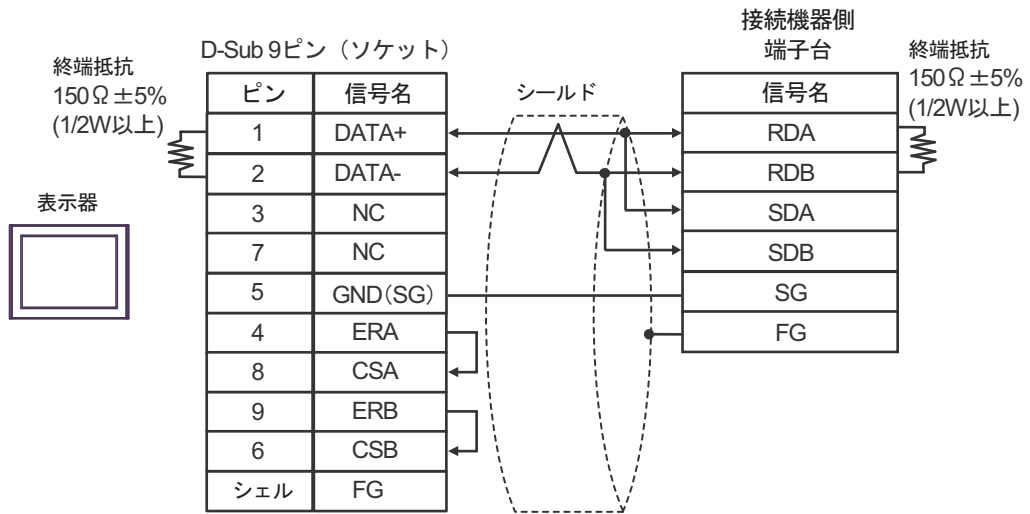 接続機器側
端子台
D-Sub 9ピン（ソケット）
終端抵抗
150Ω±5%
(1/2W以上)
終端抵抗
150Ω±5%
(1/2W以上)
ピン 信号名
シールド
信号名
1 DATA+
RDA
2 DATA-
RDB
表示器
3 NC
SDA
7 NC
SDB
5 GND(SG)
SG
4 ERA
FG
8 CSA
9 ERB
6 CSB
シェル FG